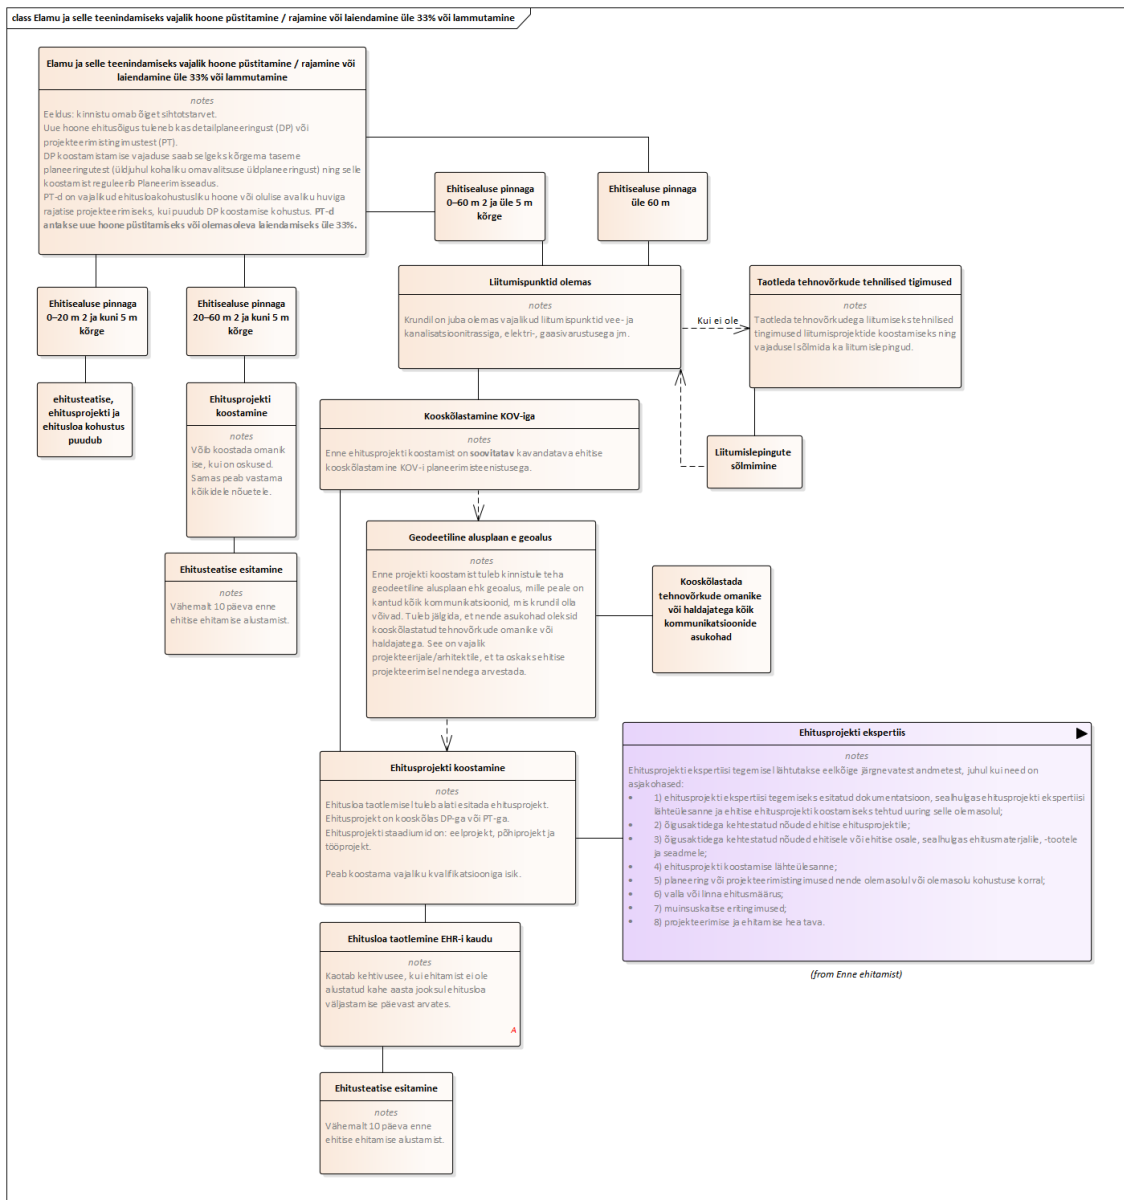 class Elamu ja selle teenindamiseks vajalik hoone püstitamine / rajamine või laiendamine üle 33% või lammutamine
Elamu ja selle teenindamiseks vajalik hoone püstitamine / rajamine või
laiendamine üle 33% või lammutamine
notes
Eeldus: kinnistu omab õiget sihtotstarvet.
Uue hoone ehitusõigus tuleneb kas detailplaneeringust (DP) või
projekteerimistingimustest (PT).
DP koostamistamise vajaduse saab selgeks kõrgema taseme
planeeringutest (üldjuhul kohaliku omavalitsuse üldplaneeringust) ning selle
koostamist reguleerib Planeerimisseadus.
PT-d on vajalikud ehitusloakohustusliku hoone või olulise avaliku huviga
rajatise projekteerimiseks, kui puudub DP koostamise kohustus. PT-d
antakse uue hoone püstitamiseks või olemasoleva laiendamiseks üle 33%.
Ehitisealuse pinnaga
0–60 m 2 ja üle 5 m
kõrge
Ehitisealuse pinnaga
üle 60 m
Ehitisealuse pinnaga
0–20 m 2 ja kuni 5 m
kõrge
Ehitisealuse pinnaga
20–60 m 2 ja kuni 5 m
kõrge
Liitumispunktid olemas
notes
Krundil on juba olemas vajalikud liitumispunktid vee- ja
kanalisatsioonitrassiga, elektri-, gaasivarustusega jm.
Kui ei ole
Taotleda tehnovõrkude tehnilised tigimused
notes
Taotleda tehnovõrkudega liitumiseks tehnilised
tingimused liitumisprojektide koostamiseks ning
vajadusel sõlmida ka liitumislepingud.
ehitusteatise,
ehitusprojekti ja
ehitusloa kohustus
puudub
Ehitusprojekti
koostamine
notes
Võib koostada omanik
ise, kui on oskused.
Samas peab vastama
kõikidele nõuetele.
Kooskõlastamine KOV-iga
notes
Enne ehitusprojekti koostamist on soovitatav kavandatava ehitise
kooskõlastamine KOV-i planeerimisteenistusega.
Liitumislepingute
sõlmimine
Ehitusteatise esitamine
notes
Vähemalt 10 päeva enne
ehitise ehitamise alustamist.
Geodeetiline alusplaan e geoalus
notes
Enne projekti koostamist tuleb kinnistule teha
geodeetiline alusplaan ehk geoalus, mille peale on
kantud kõik kommunikatsioonid, mis krundil olla
võivad. Tuleb jälgida, et nende asukohad oleksid
kooskõlastatud tehnovõrkude omanike või
haldajatega. See on vajalik
projekteerijale/arhitektile, et ta oskaks ehitise
projekteerimisel nendega arvestada.
Kooskõlastada
tehnovõrkude omanike
või haldajatega kõik
kommunikatsioonide
asukohad
Ehitusprojekti koostamine
notes
Ehitusloa taotlemisel tuleb alati esitada ehitusprojekt.
Ehitusprojekt on kooskõlas DP-ga või PT-ga.
Ehitusprojekti staadiumid on: eelprojekt, põhiprojekt ja
tööprojekt.
Peab koostama vajaliku kvalifikatsiooniga isik.
Ehitusprojekti ekspertiis
notes
Ehitusprojekti ekspertiisi tegemisel lähtutakse eelkõige järgnevatest andmetest, juhul kui need on
asjakohased:
• 1) ehitusprojekti ekspertiisi tegemiseks esitatud dokumentatsioon, sealhulgas ehitusprojekti ekspertiisi
lähteülesanne ja ehitusprojekti koostamiseks tehtud uuring selle olemasolul;
• 2) õigusaktidega kehtestatud nõuded ehitise ehitusprojektile;
• 3) õigusaktidega kehtestatud nõuded ehitisele või ehitise osale, sealhulgas ehitusmaterjalile, -tootele
ja seadmele;
• 4) ehitusprojekti koostamise lähteülesanne;
• 5) planeering või projekteerimistingimused nende olemasolul või olemasolu kohustuse korral;
• 6) valla või linna ehitusmäärus;
• 7) muinsuskaitse eritingimused;
• 8) projekteerimise ja ehitamise hea tava.
(from Enne ehitamist)
Ehitusloa taotlemine EHR-i kaudu
notes
Kaotab kehtivusee, kui ehitamist ei ole
alustatud kahe aasta jooksul ehitusloa
väljastamise päevast arvates.
A
Ehitusteatise esitamine
notes
Vähemalt 10 päeva enne
ehitise ehitamise alustamist.